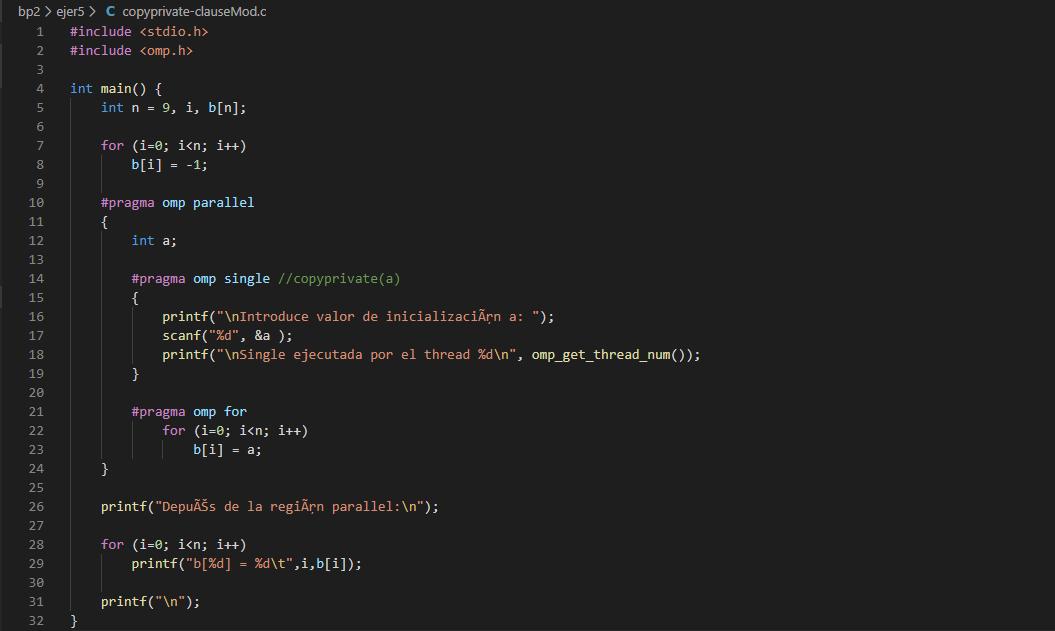 bp2 > ejer5 > C copyprivate-clauseMod.c
1 #include <stdio.h>
2 #include <omp.h>
3
4 int main() {
5 int n = 9, i, b[n];
6
7 for (i=0; i<n; i++)
8 b[i] = -1;
9
10 #pragma omp parallel
11 {
12 int a;
13
14 #pragma omp single //copyprivate(a)
15 {
16 printf("\nIntroduce valor de inicializaciÃŗn a: ");
17 scanf("%d", &a );
18 printf("\nSingle ejecutada por el thread %d\n", omp_get_thread_num());
19 }
20
21 #pragma omp for
22 for (i=0; i<n; i++)
23 b[i] = a;
24 }
25
26 printf("DepuÃŠs de la regiÃŗn parallel:\n");
27
28 for (i=0; i<n; i++)
29 printf("b[%d] = %d\t",i,b[i]);
30
31 printf("\n");
32 }